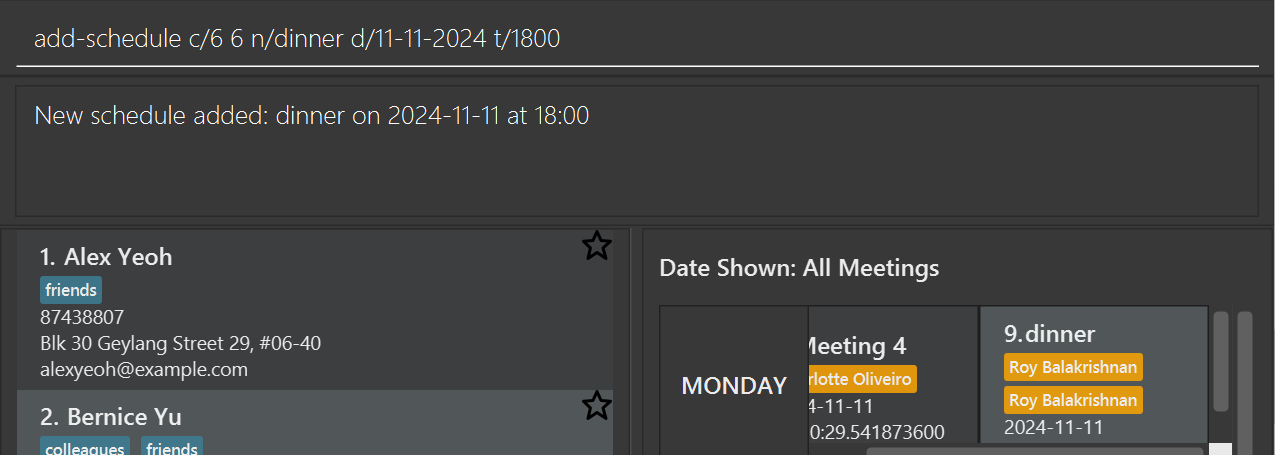 add-schedule c/6 6 n/dinner d/11-11-2024 t/1800
New schedule added: dinner on 2024-11-11 at 18:00
1. Alex Yeoh
friends
87438807
Blk 30 Geylang Street 29, #06-40
alexyeoh@example.com
2. Bernice Yu
colleagues friends
Date Shown: All Meetings
MONDAY
Meeting 4
rlotte Oliveiro
4-11-11
0:29.541873600
9.dinner
Roy Balakrishnan
Roy Balakrishnan
2024-11-11